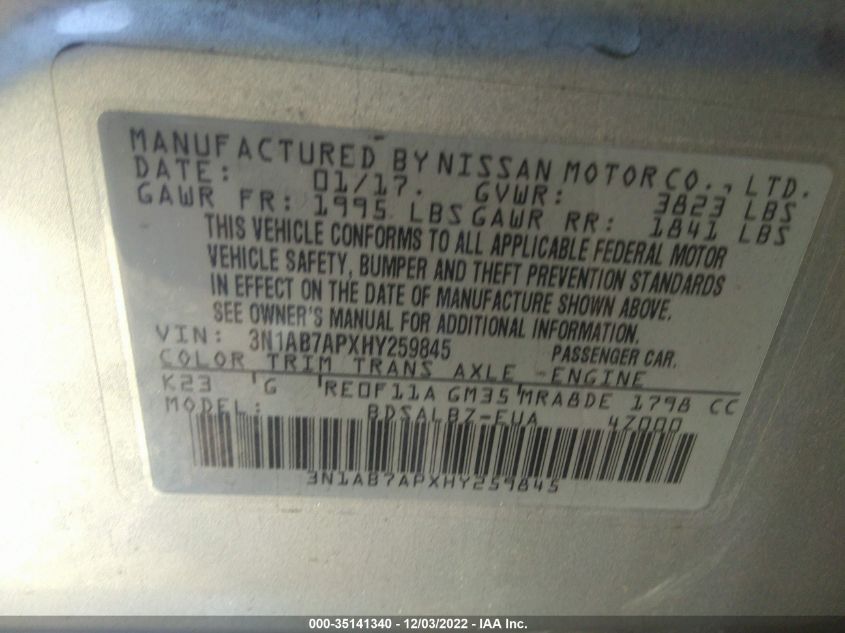 MANUFACTURED BY NISSAN MOTOR CO., LTD.
DATE: 01/17. GVWR: 3823 LBS
GAWR FR: 1995 LBS GAWR RR: 1841 LBS
THIS VEHICLE CONFORMS TO ALL APPLICABLE FEDERAL MOTOR
VEHICLE SAFETY, BUMPER AND THEFT PREVENTION STANDARDS
IN EFFECT ON THE DATE OF MANUFACTURE SHOWN ABOVE.
SEE OWNER'S MANUAL FOR ADDITIONAL INFORMATION.
VIN: 3N1AB7APXHY259845 PASSENGER CAR.
COLOR TRIM TRANS AXLE ENGINE
K23 G RE0F11A GM35 MRA8DE 1798 CC
MODEL: BDSALBZ-EUA 4Z000
3N1AB7APXHY259845
000-35141340 - 12/03/2022 - IAA Inc.